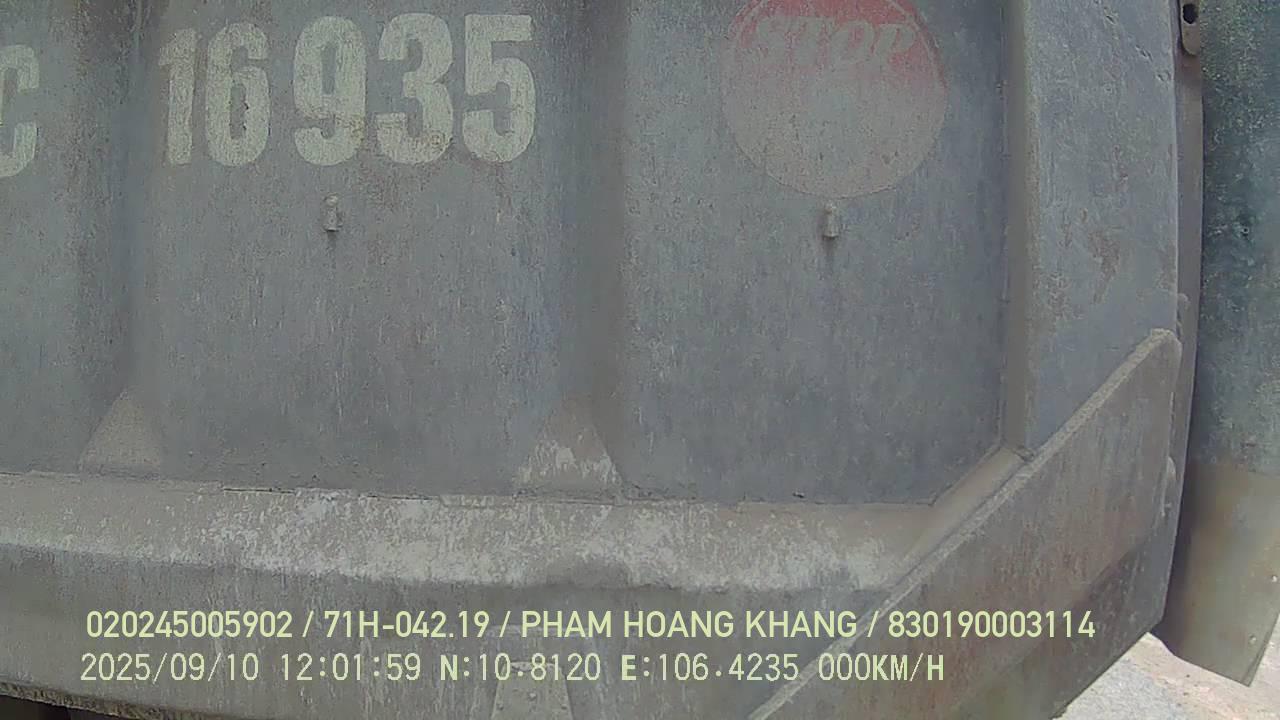 C 16935
STOP
020245005902 / 71H-042.19 / PHAM HOANG KHANG / 830190003114
2025/09/10 12:01:59 N:10.8120 E:106.4235 000KM/H